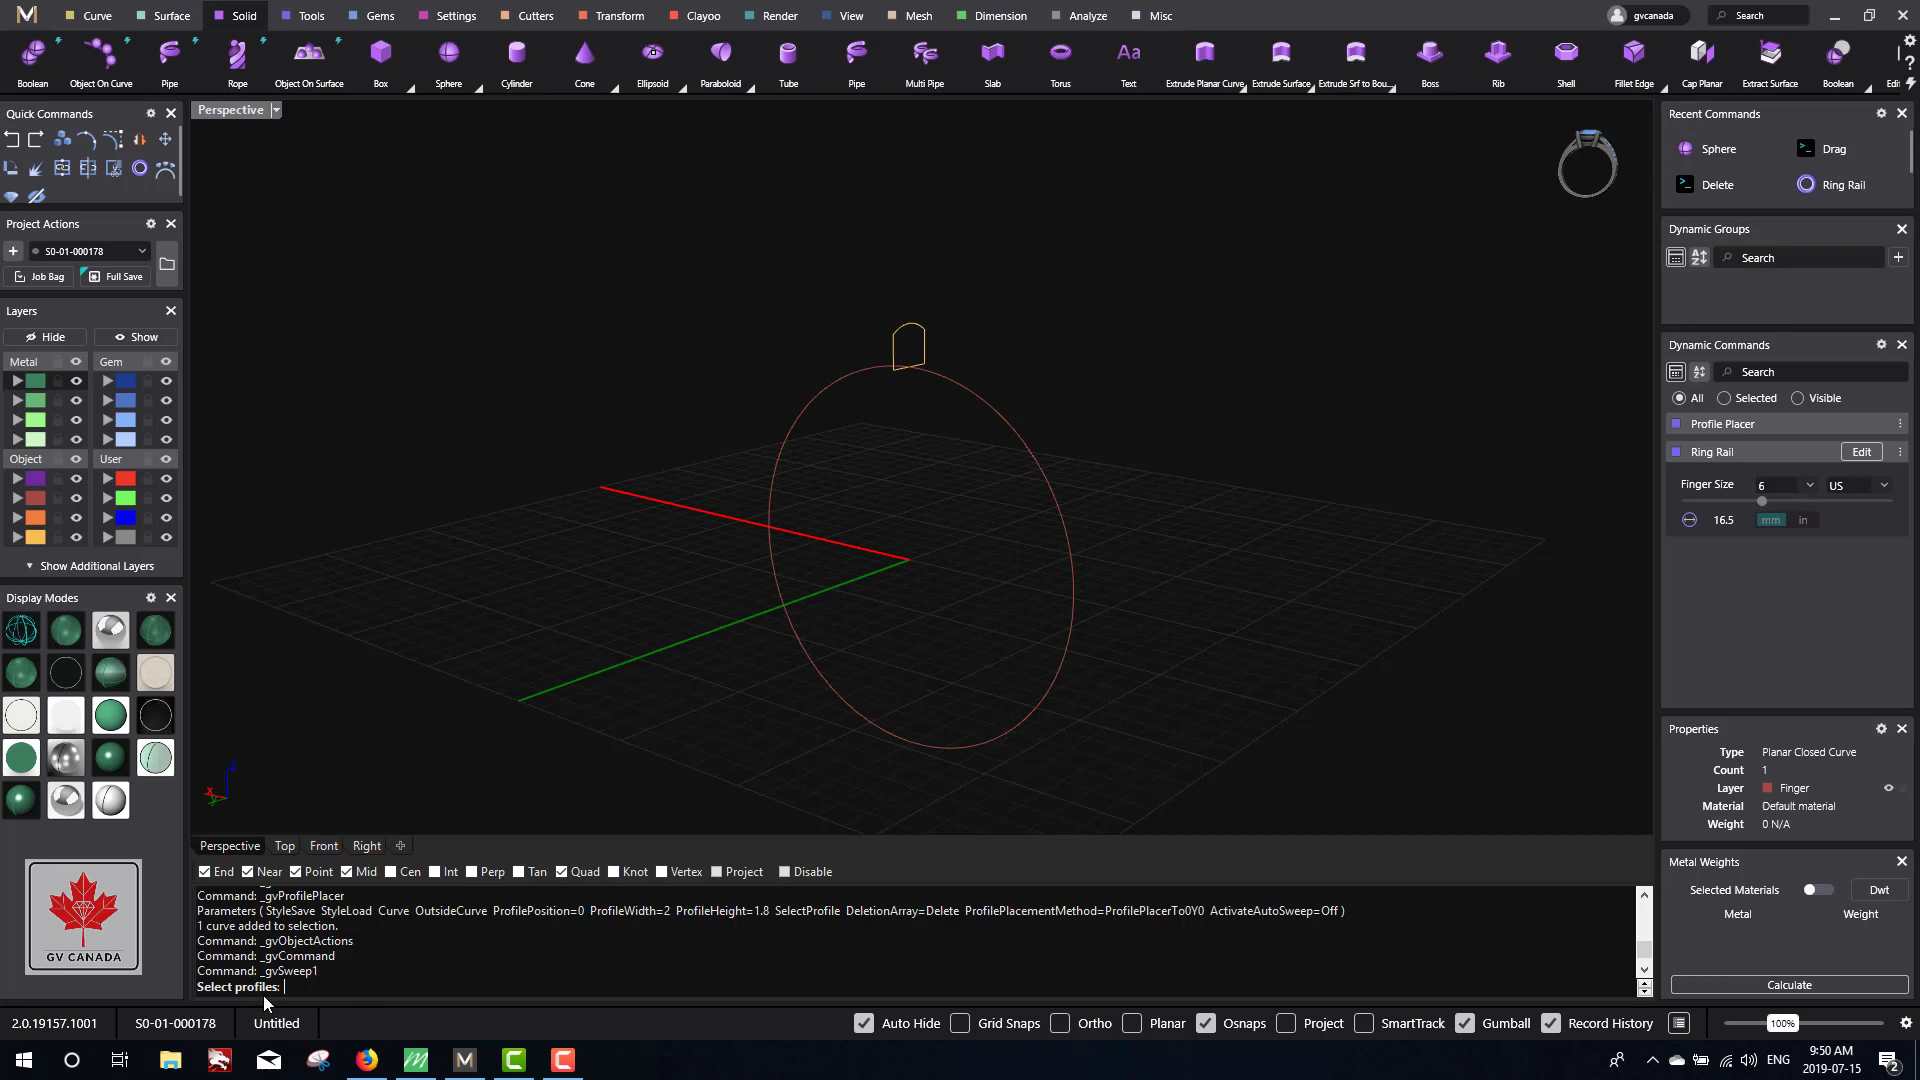 Curve Surface Solid Tools Gems Settings Cutters Transform Clayoo Render View Mesh Dimension Analyze Misc gvcanada Search
Boolean Object On Curve Pipe Rope Object On Surface Box Sphere Cylinder Cone Ellipsoid Paraboloid Tube Pipe Multi Pipe Slab Torus Text Extrude Planar Curve Extrude Surface Extrude Srf to Bou... Boss Rib Shell Fillet Edge Cap Planar Extract Surface Boolean Edi
Quick Commands
Project Actions
S0-01-000178
Job Bag Full Save
Layers
Hide Show
Metal Gem
Object User
Show Additional Layers
Display Modes
GV CANADA
Perspective
z
x
y
Perspective Top Front Right
End Near Point Mid Cen Int Perp Tan Quad Knot Vertex Project Disable
Command: _gvProfilePlacer
Parameters ( StyleSave StyleLoad Curve OutsideCurve ProfilePosition=0 ProfileWidth=2 ProfileHeight=1.8 SelectProfile DeletionArray=Delete ProfilePlacementMethod=ProfilePlacerTo0Y0 ActivateAutoSweep=Off )
1 curve added to selection.
Command: _gvObjectActions
Command: _gvCommand
Command: _gvSweep1
Select profiles:
Recent Commands
Sphere Drag
Delete Ring Rail
Dynamic Groups
Search
Dynamic Commands
Search
All Selected Visible
Profile Placer
Ring Rail Edit
Finger Size 6 US
16.5 mm in
Properties
Type Planar Closed Curve
Count 1
Layer Finger
Material Default material
Weight 0 N/A
Metal Weights
Selected Materials Dwt
Metal Weight
Calculate
2.0.19157.1001 S0-01-000178 Untitled Auto Hide Grid Snaps Ortho Planar Osnaps Project SmartTrack Gumball Record History 100%
ENG 9:50 AM
2019-07-15
2